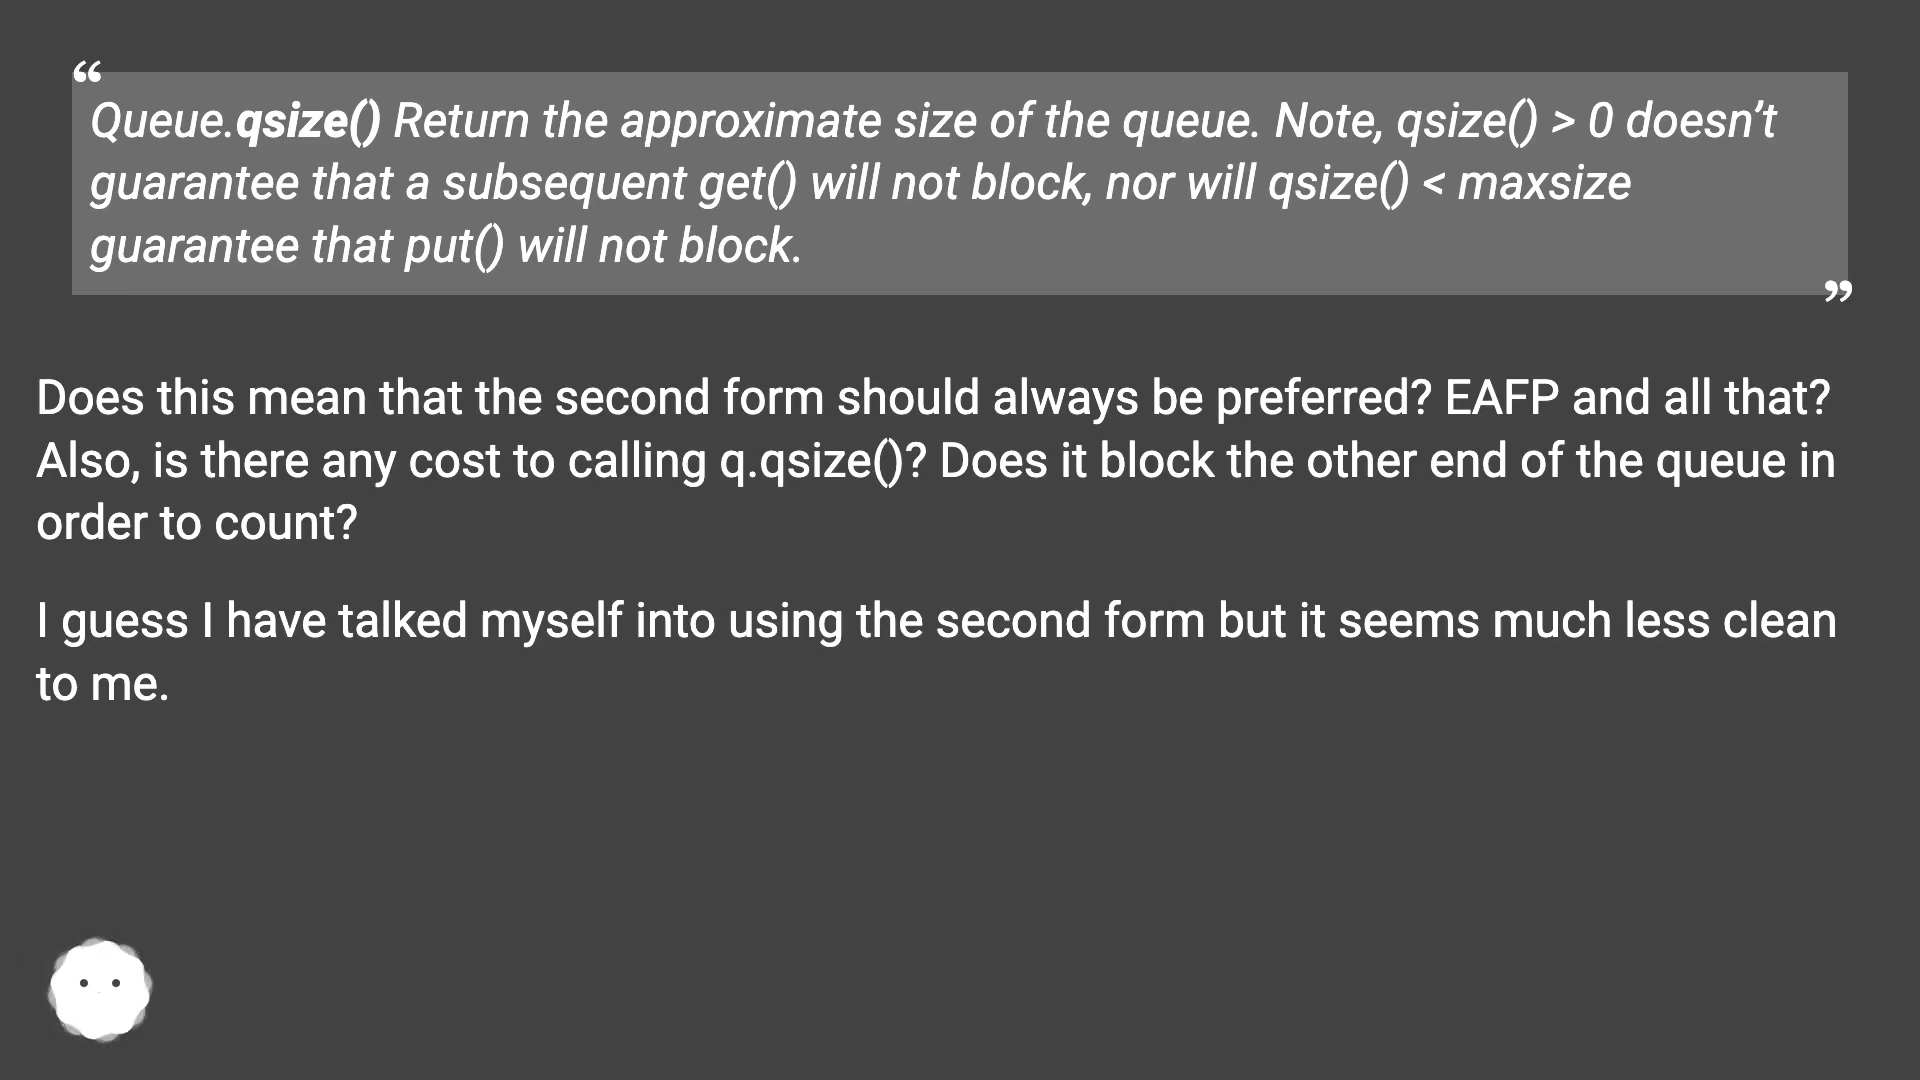 “
Queue.qsize() Return the approximate size of the queue. Note, qsize() > 0 doesn’t
guarantee that a subsequent get() will not block, nor will qsize() < maxsize
guarantee that put() will not block.
”
Does this mean that the second form should always be preferred? EAFP and all that?
Also, is there any cost to calling q.qsize()? Does it block the other end of the queue in
order to count?
I guess I have talked myself into using the second form but it seems much less clean
to me.